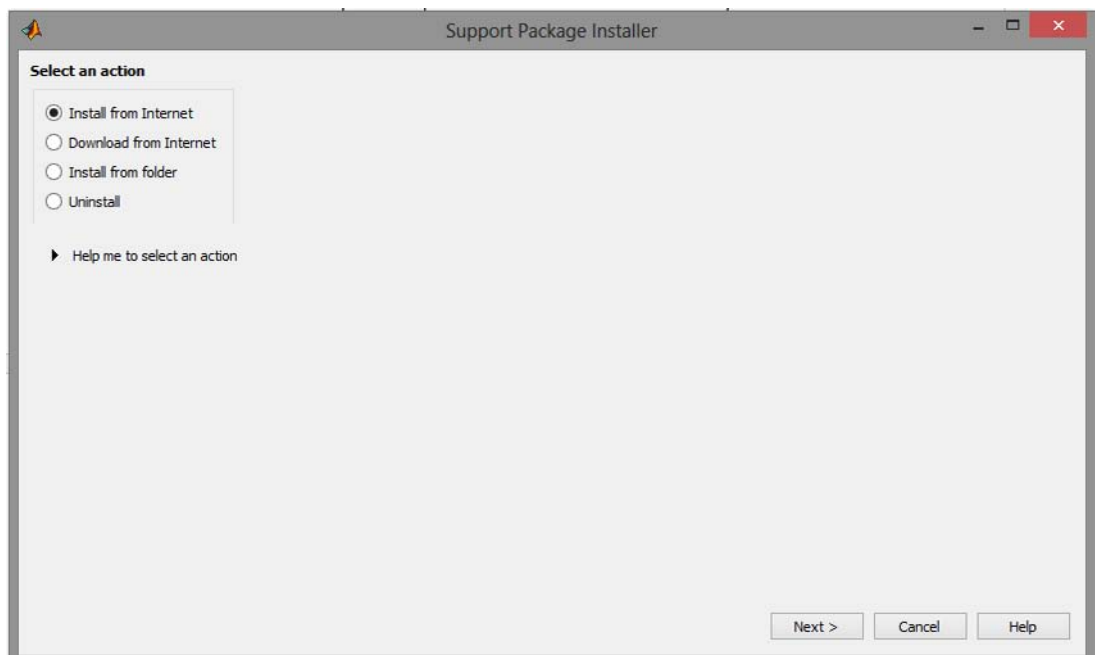 Support Package Installer
Select an action
Install from Internet
Download from Internet
Install from folder
Uninstall
Help me to select an action
Next >
Cancel
Help